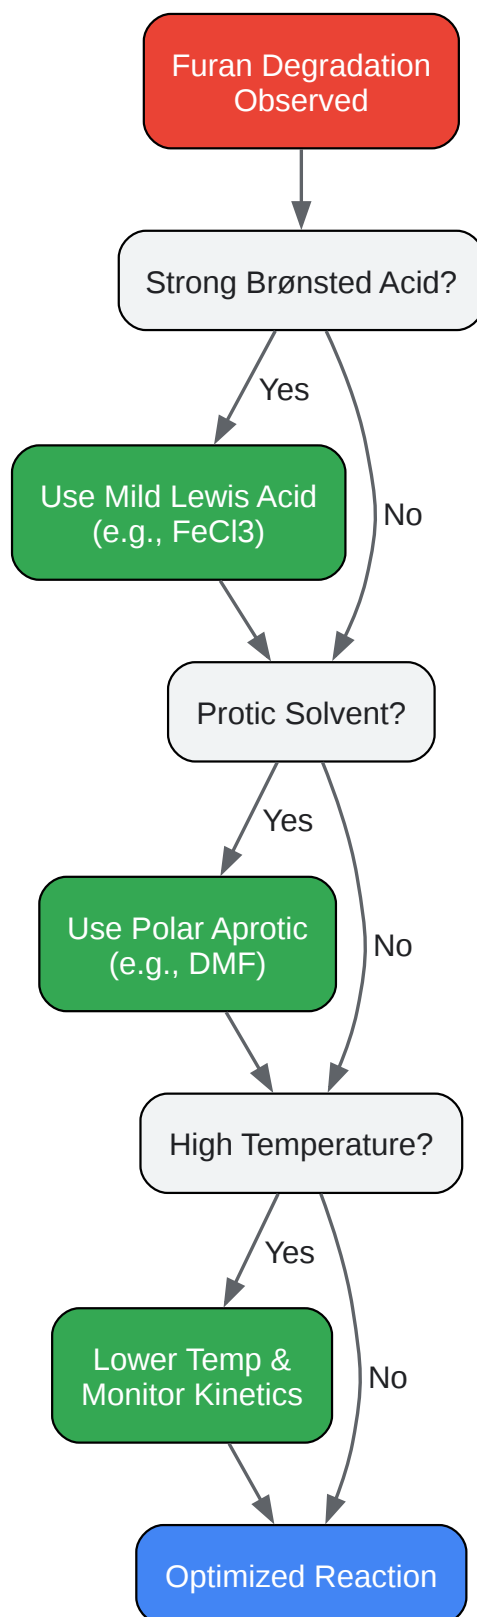 Furan Degradation
Observed
Strong Brønsted Acid?
Yes
Use Mild Lewis Acid
(e.g., FeCl3)
No
Protic Solvent?
Yes
Use Polar Aprotic
(e.g., DMF)
No
High Temperature?
Yes
Lower Temp &
Monitor Kinetics
No
Optimized Reaction